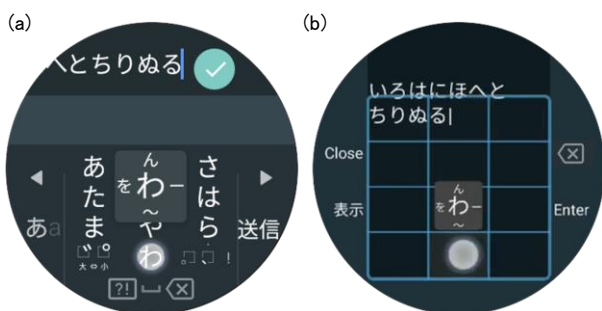 (a)
へとちりぬる
ん
あ を わ ー さ
た 〜 は
ま や ら
あa わ 送信
大⇔小 、 !
?!
(b)
いろはにほへと
ちりぬる
Close
ん
表示 を わ ー Enter
〜